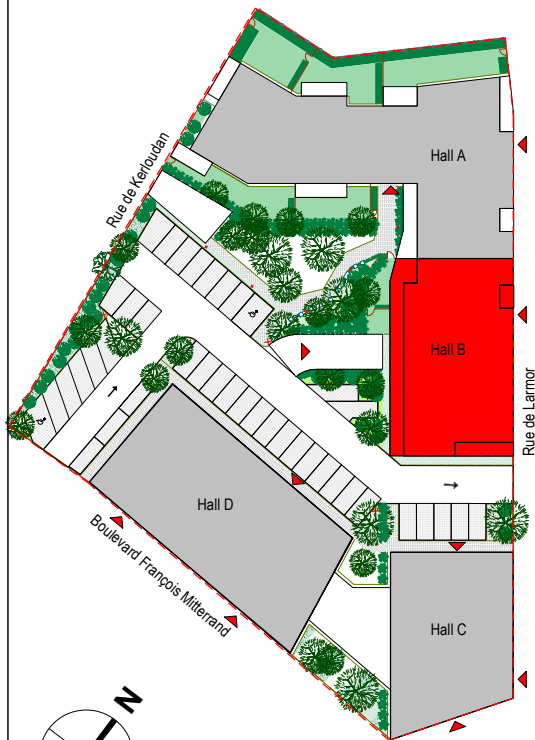 Hall A
Rue de Kerloudan
Hall B
Rue de Larmor
Hall D
Boulevard François Mitterrand
Hall C
N